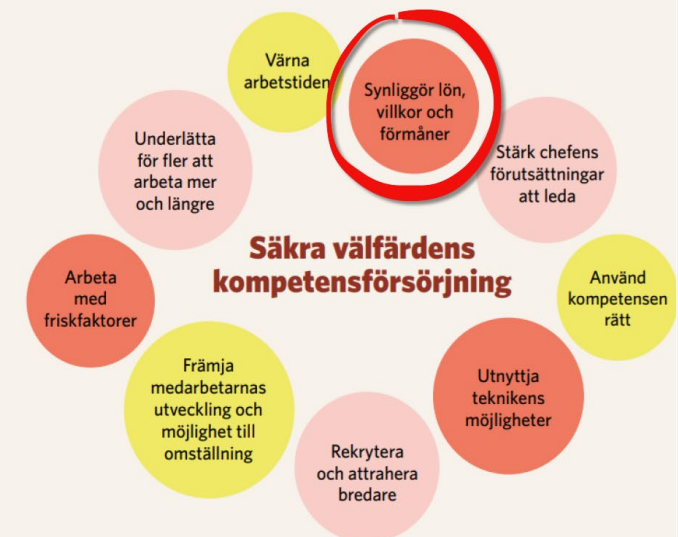 Värna
arbetstiden
Synliggör lön,
villkor och
förmåner
Stärk chefens
förutsättningar
att leda
Använd
kompetensen
rätt
Utnyttja
teknikens
möjligheter
Rekrytera
och attrahera
bredare
Främja
medarbetarnas
utveckling och
möjlighet till
omställning
Arbeta
med
friskfaktorer
Underlätta
för fler att
arbeta mer
och längre
Säkra välfärdens
kompetensförsörjning